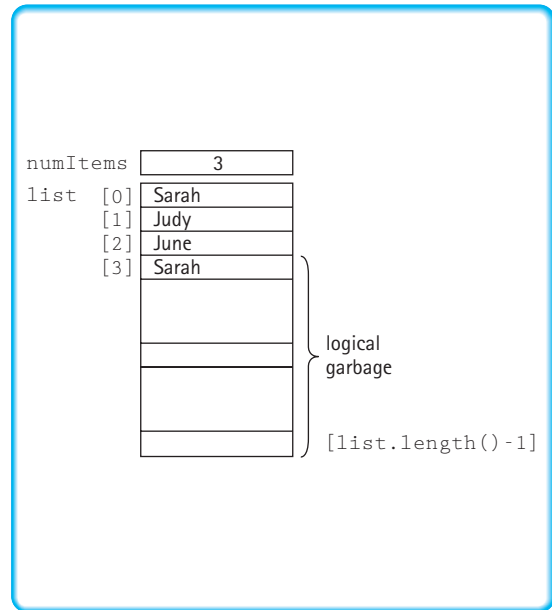 numItems 3
list [0] Sarah
[1] Judy
[2] June
[3] Sarah
logical
garbage
[list.length()-1]